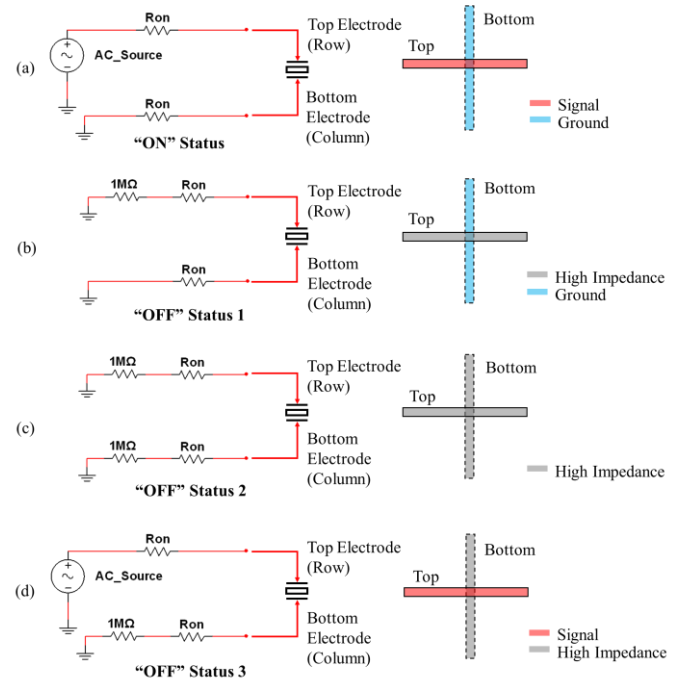 Ron
Top Electrode
(Row)
Bottom
Top
AC_Source
(a)
Ron
Bottom
Electrode
(Column)
Signal
Ground
“ON” Status
1MΩ
Ron
Top Electrode
(Row)
Bottom
Top
(b)
Ron
Bottom
Electrode
(Column)
High Impedance
Ground
“OFF” Status 1
1MΩ
Ron
Top Electrode
(Row)
Bottom
Top
(c)
1MΩ
Ron
Bottom
Electrode
(Column)
High Impedance
“OFF” Status 2
Ron
Top Electrode
(Row)
Bottom
Top
AC_Source
(d)
1MΩ
Ron
Bottom
Electrode
(Column)
Signal
High Impedance
“OFF” Status 3